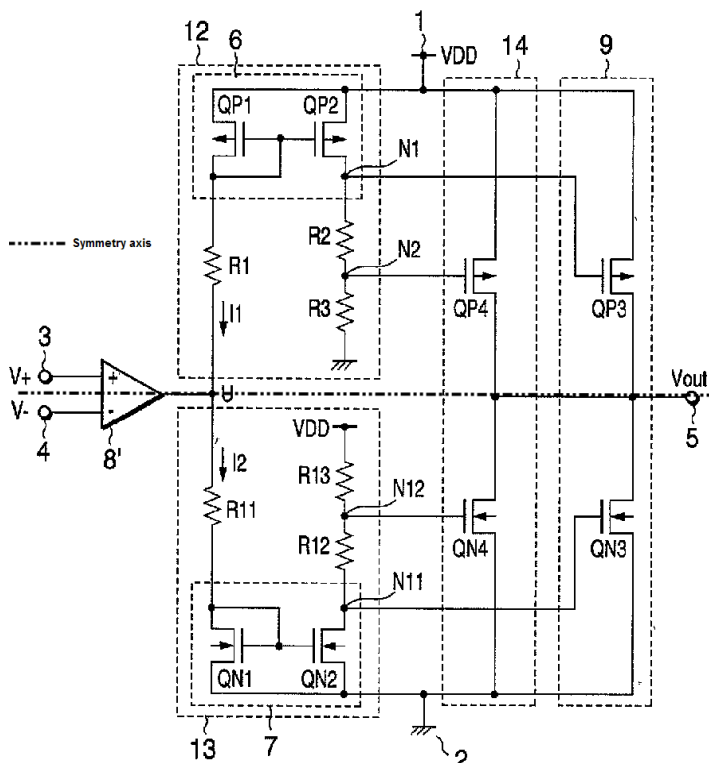 12
6
1
VDD
14
9
QP1
QP2
N1
Symmetry axis
R1
R2
N2
R3
QP4
QP3
I1
3
V+
+
U
Vout
V-
-
4
8'
5
VDD
I2
R13
N12
R11
R12
QN4
QN3
N11
QN1
QN2
13
7
2